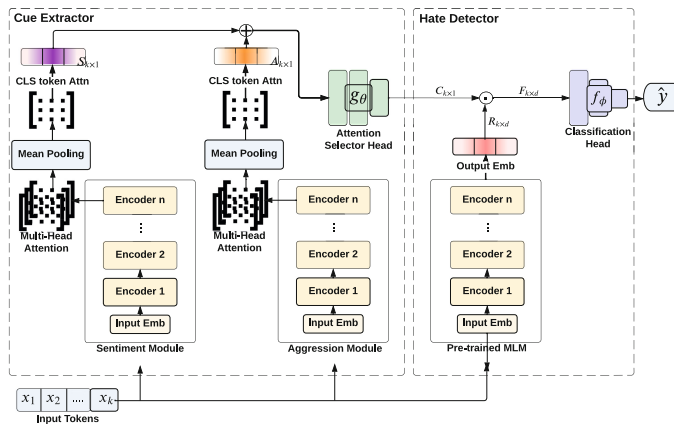 Cue Extractor
Hate Detector
S_{k×1}
A_{k×1}
CLS token Attn
CLS token Attn
g_θ
Attention
Selector Head
C_{k×1}
F_{k×d}
f_ϕ
ŷ
Classification
Head
R_{k×d}
Output Emb
Mean Pooling
Mean Pooling
Multi-Head
Attention
Multi-Head
Attention
Encoder n
Encoder n
Encoder n
...
...
...
Encoder 2
Encoder 2
Encoder 2
Encoder 1
Encoder 1
Encoder 1
Input Emb
Input Emb
Input Emb
Sentiment Module
Aggression Module
Pre-trained MLM
x_1 x_2 .... x_k
Input Tokens